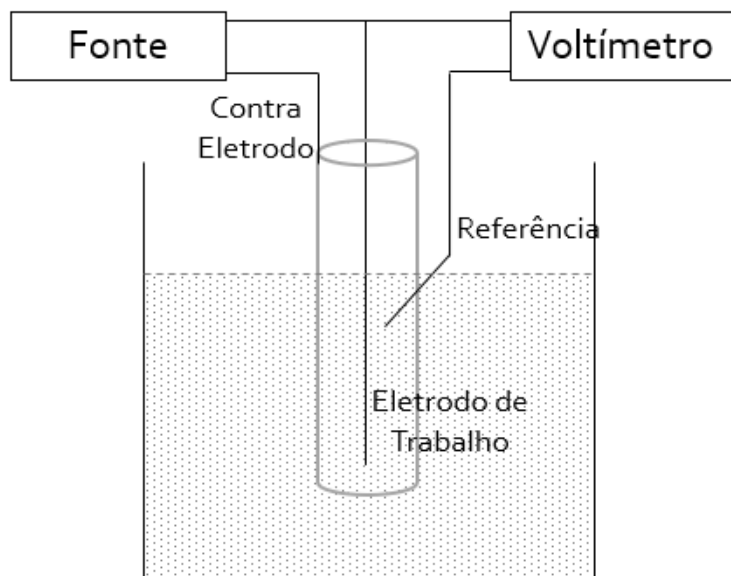 Fonte
Voltímetro
Contra
Eletrodo
Referência
Eletrodo de
Trabalho